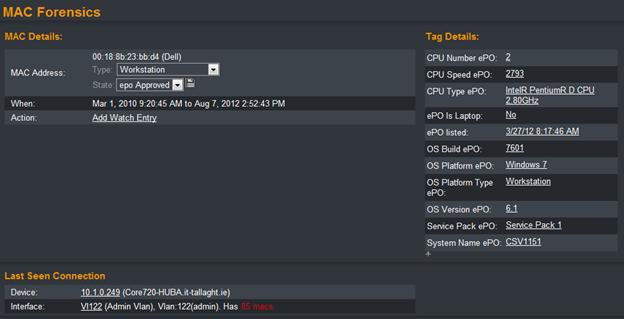 MAC Forensics
MAC Details:
MAC Address:
00:18:8b:23:bb:d4 (Dell)
Type: Workstation
State: epo Approved
When: Mar 1, 2010 9:20:45 AM to Aug 7, 2012 2:52:43 PM
Action: Add Watch Entry
Tag Details:
CPU Number ePO: 2
CPU Speed ePO: 2793
CPU Type ePO: IntelR PentiumR D CPU
2.80GHz
ePO Is Laptop: No
ePO listed: 3/27/12 8:17:46 AM
OS Build ePO: 7601
OS Platform ePO: Windows 7
OS Platform Type Workstation
ePO:
OS Version ePO: 6.1
Service Pack ePO: Service Pack 1
System Name ePO: CSV1151
+
Last Seen Connection
Device: 10.1.0.249 (Core720-HUBA.it-tallaght.ie)
Interface: Vl122 (Admin Vlan), Vlan:122(admin). Has 85 macs